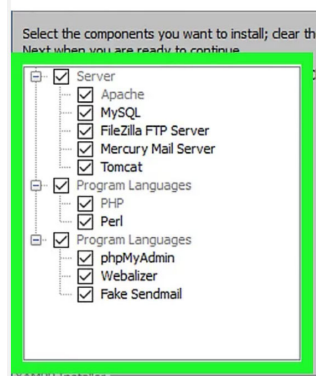 Select the components you want to install; clear th
Next when you are ready to continue.
Server
Apache
MySQL
FileZilla FTP Server
Mercury Mail Server
Tomcat
Program Languages
PHP
Perl
Program Languages
phpMyAdmin
Webalizer
Fake Sendmail